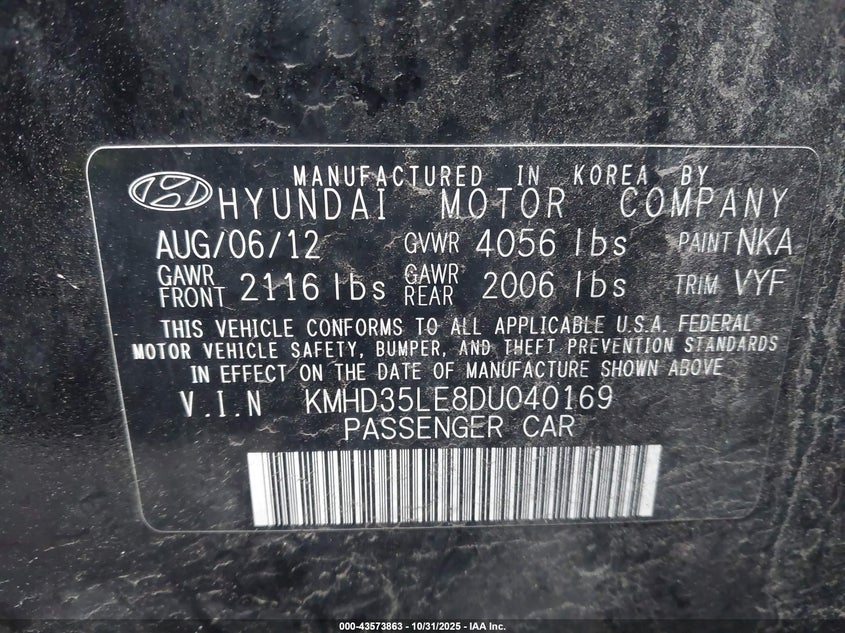 MANUFACTURED IN KOREA BY
HYUNDAI MOTOR COMPANY
AUG/06/12 GVWR 4056 lbs PAINT NKA
GAWR FRONT 2116 lbs GAWR REAR 2006 lbs TRIM VYF
THIS VEHICLE CONFORMS TO ALL APPLICABLE U.S.A. FEDERAL
MOTOR VEHICLE SAFETY, BUMPER, AND THEFT PREVENTION STANDARDS
IN EFFECT ON THE DATE OF MANUFACTURE SHOWN ABOVE
V.I.N KMHD35LE8DU040169
PASSENGER CAR
000-43573863 - 10/31/2025 - IAA Inc.